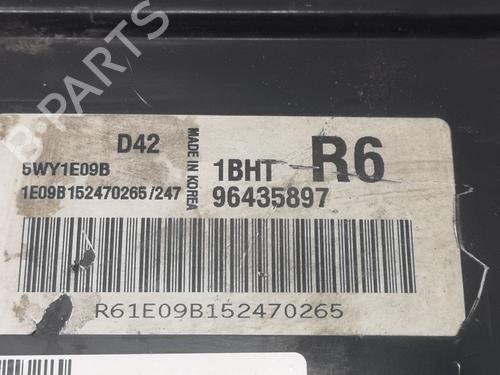 B-PARTS
D42
5WY1E09B
1E09B152470265/247
MADE IN KOREA
1BHT R6
96435897
R61E09B152470265